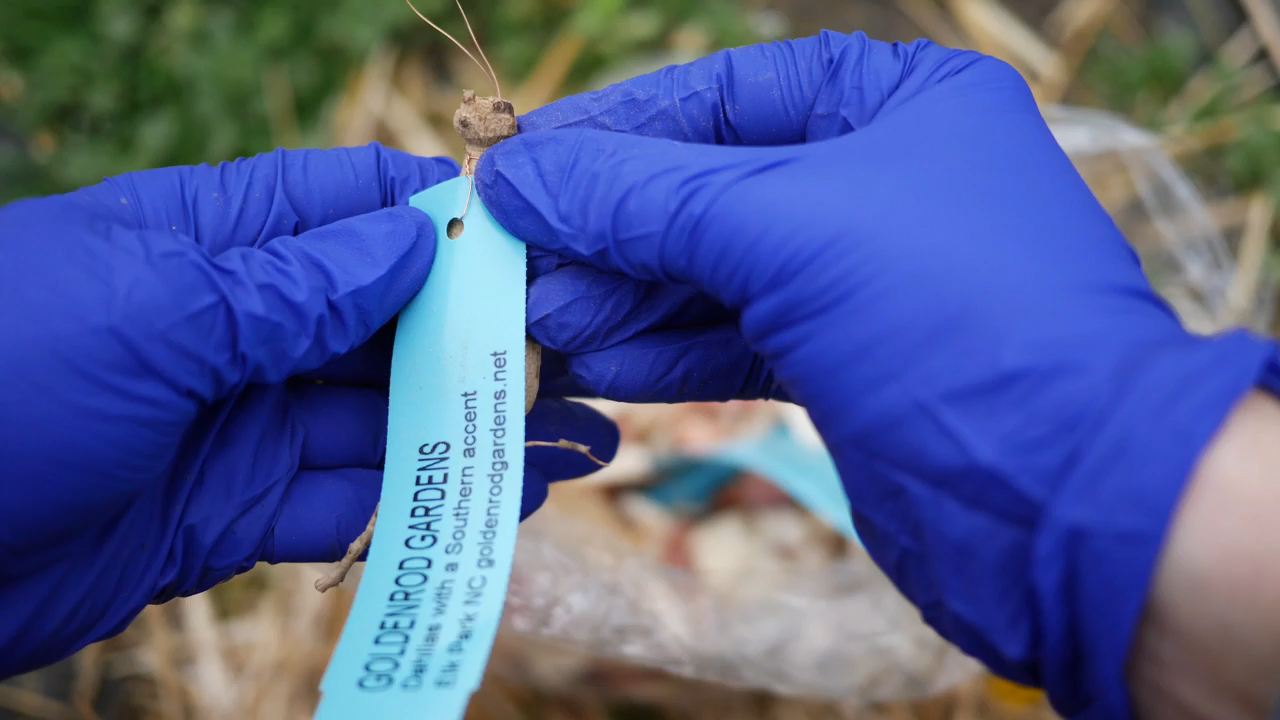 GOLDENROD GARDENS
Dahlias with a Southern accent
Elk Park NC goldenrodgardens.net